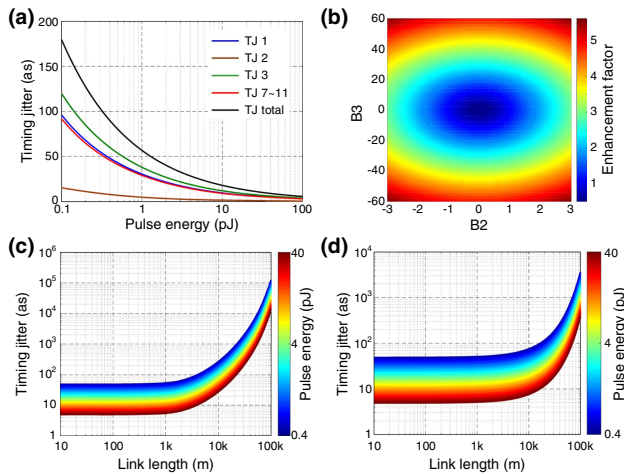 (a)
Timing jitter (as)
200
150
100
50
0
0.1
1
10
100
Pulse energy (pJ)
TJ 1
TJ 2
TJ 3
TJ 7~11
TJ total
(b)
B3
60
40
20
0
-20
-40
-60
-3
-2
-1
0
1
2
3
B2
5
4
3
2
1
Enhancement factor
(c)
Timing jitter (as)
10^6
10^5
10^4
10^3
100
10
1
10
100
1k
10k
100k
Link length (m)
40
4
0.4
Pulse energy (pJ)
(d)
Timing jitter (as)
10^4
10^3
100
10
1
10
100
1k
10k
100k
Link length (m)
40
4
0.4
Pulse energy (pJ)